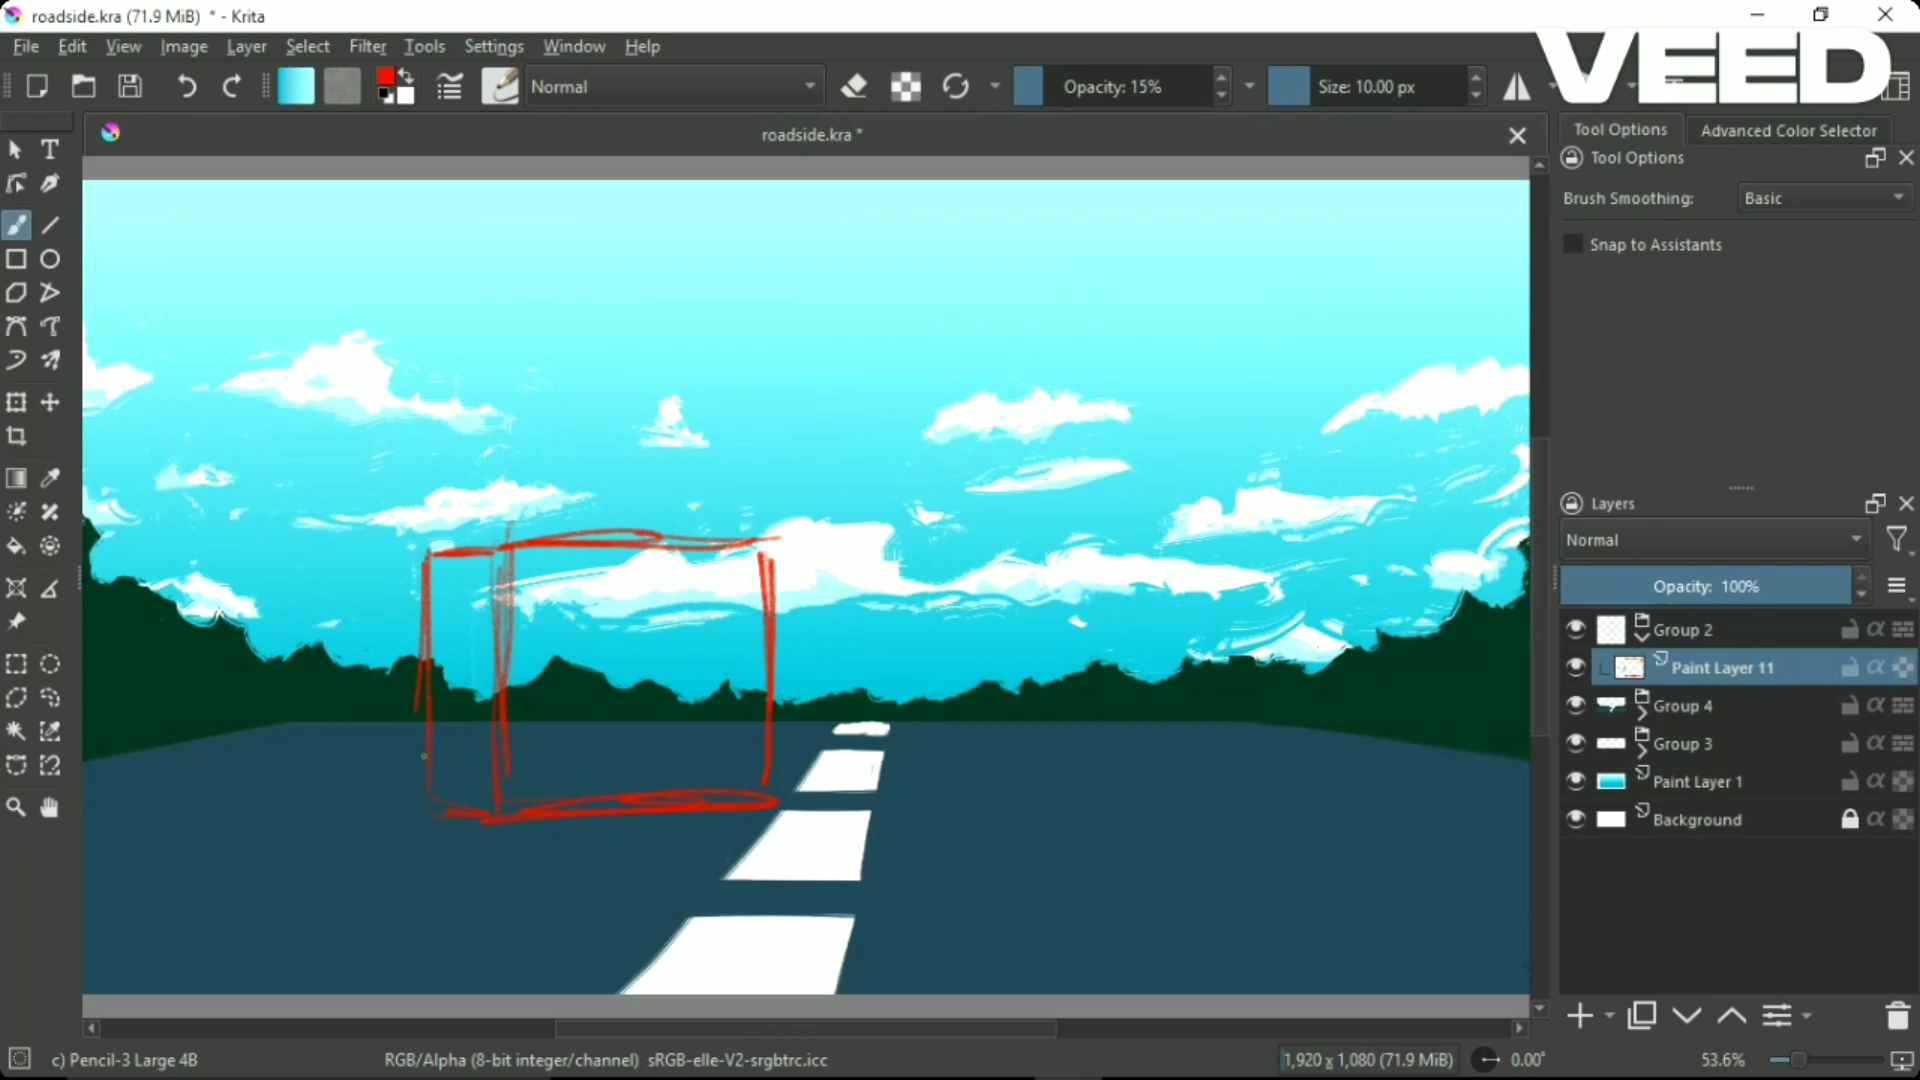 roadside.kra (71.9 MiB) * - Krita
File Edit View Image Layer Select Filter Tools Settings Window Help
VEED
Normal Opacity: 15% Size: 10.00 px
roadside.kra *
Tool Options Advanced Color Selector
Tool Options
Brush Smoothing: Basic
Snap to Assistants
Layers
Normal
Opacity: 100%
Group 2
Paint Layer 11
Group 4
Group 3
Paint Layer 1
Background
c) Pencil-3 Large 4B RGB/Alpha (8-bit integer/channel) sRGB-elle-V2-srgbtrc.icc 1,920 x 1,080 (71.9 MiB) 0.00° 53.6%